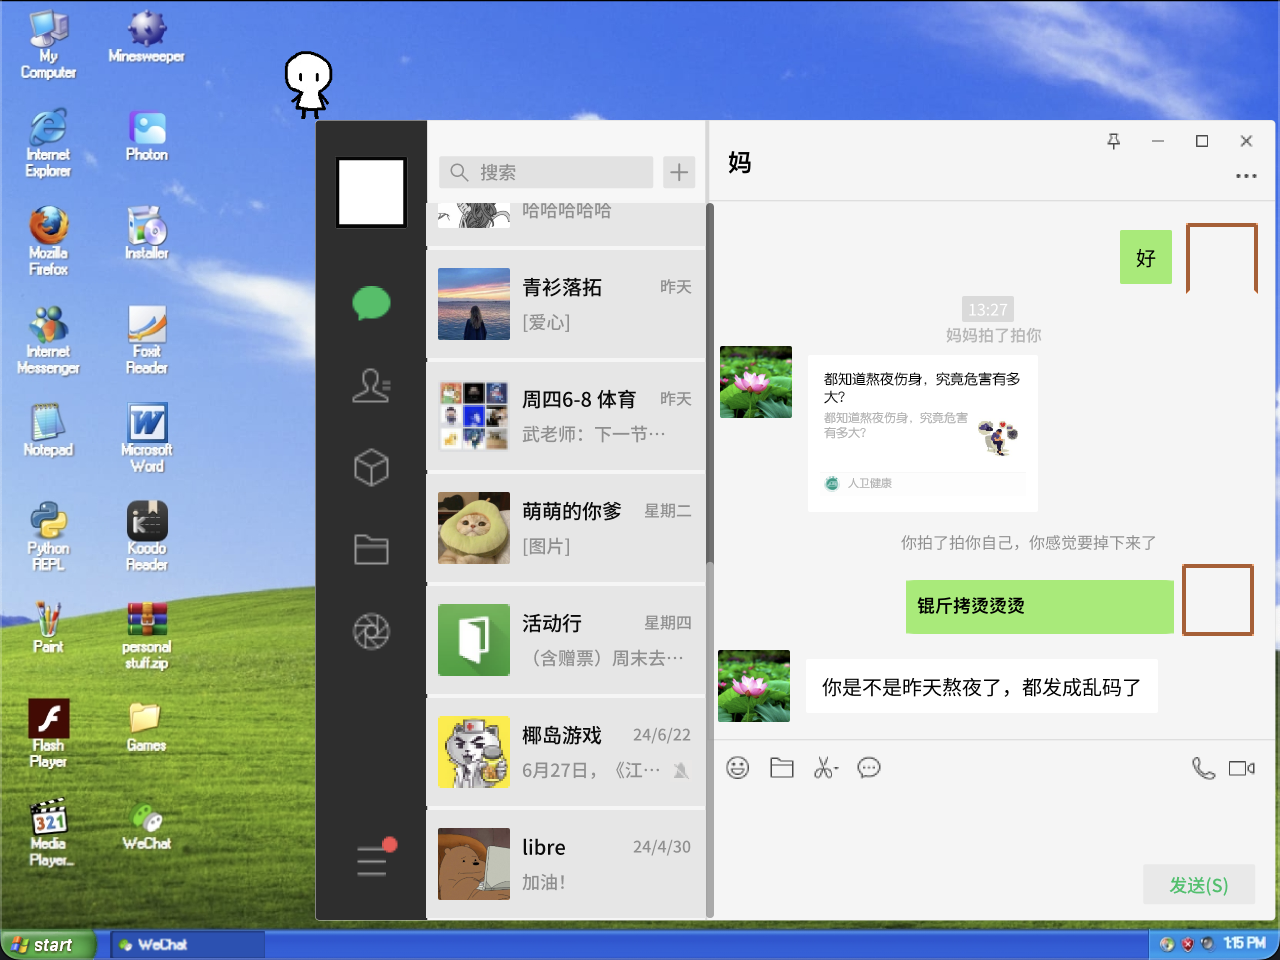 My
Computer
Minesweeper
Internet
Explorer
Photon
Mozilla
Firefox
Installer
Internet
Messenger
Foxit
Reader
Notepad
Microsoft
Word
Python
REPL
Koodo
Reader
Paint
personal
stuff.zip
Flash
Player
Games
Media
Player...
WeChat
搜索
哈哈哈哈哈
青衫落拓
昨天
[爱心]
周四6-8 体育
昨天
武老师：下一节…
萌萌的你爹
星期二
[图片]
活动行
星期四
（含赠票）周末去…
椰岛游戏
24/6/22
6月27日，《江…
libre
24/4/30
加油！
妈
好
13:27
妈妈拍了拍你
都知道熬夜伤身，究竟危害有多
大？
都知道熬夜伤身，究竟危害
有多大？
人卫健康
你拍了拍你自己，你感觉要掉下来了
锟斤拷烫烫烫
你是不是昨天熬夜了，都发成乱码了
发送(S)
start
WeChat
1:15 PM